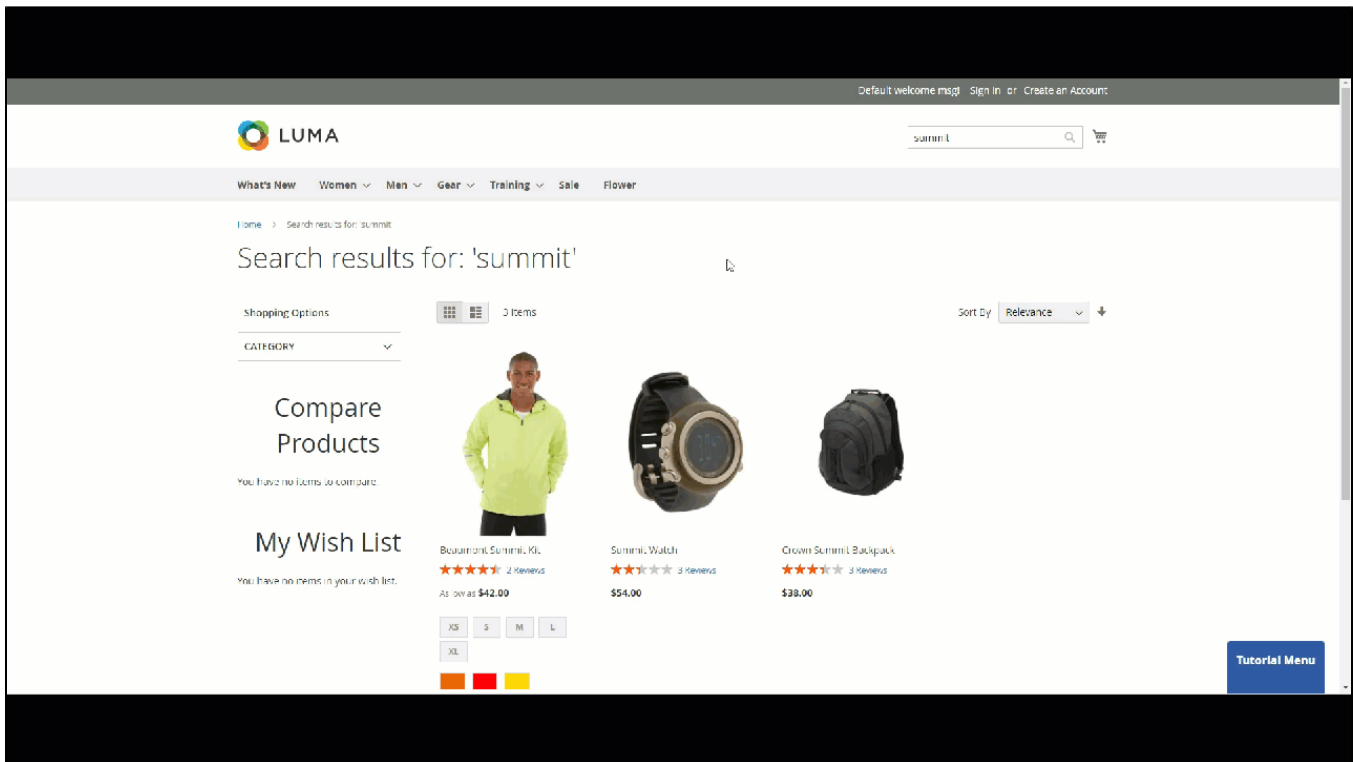 Default welcome msg! Sign In or Create an Account
LUMA
summit
What's New Women Men Gear Training Sale Flower
Home > Search results for: 'summit'
Search results for: 'summit'
Shopping Options
3 Items
Sort By Relevance
CATEGORY
Compare
Products
You have no items to compare.
My Wish List
You have no items in your wish list.
Beaumont Summit Kit
2 Reviews
As low as $42.00
XS S M L
XL
Summit Watch
3 Reviews
$54.00
Crown Summit Backpack
3 Reviews
$38.00
Tutorial Menu